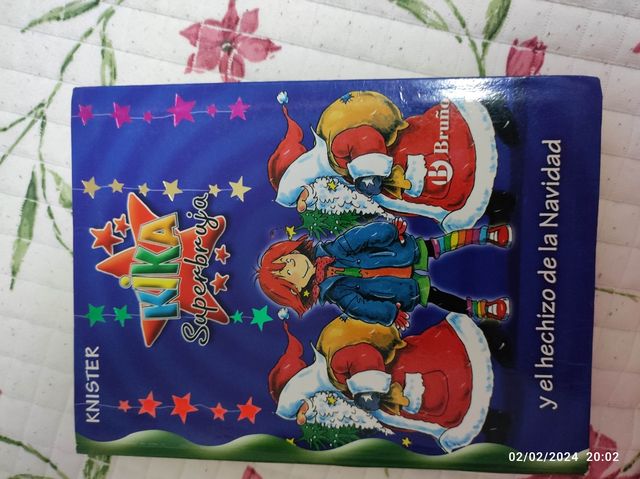 KNISTER
KIKA
Superbruja
B Bruño
y el hechizo de la Navidad
02/02/2024 20:02